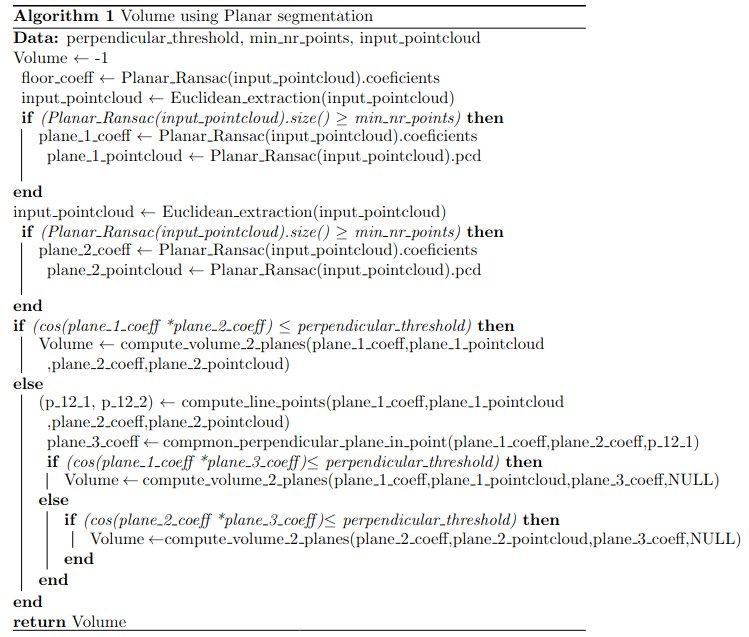 Algorithm 1 Volume using Planar segmentation
Data: perpendicular_threshold, min_nr_points, input_pointcloud
Volume ← -1
floor_coeff ← Planar_Ransac(input_pointcloud).coeficients
input_pointcloud ← Euclidean_extraction(input_pointcloud)
if (Planar_Ransac(input_pointcloud).size() ≥ min_nr_points) then
plane_1_coeff ← Planar_Ransac(input_pointcloud).coeficients
plane_1_pointcloud ← Planar_Ransac(input_pointcloud).pcd
end
input_pointcloud ← Euclidean_extraction(input_pointcloud)
if (Planar_Ransac(input_pointcloud).size() ≥ min_nr_points) then
plane_2_coeff ← Planar_Ransac(input_pointcloud).coeficients
plane_2_pointcloud ← Planar_Ransac(input_pointcloud).pcd
end
if (cos(plane_1_coeff *plane_2_coeff) ≤ perpendicular_threshold) then
Volume ← compute_volume_2_planes(plane_1_coeff,plane_1_pointcloud
,plane_2_coeff,plane_2_pointcloud)
else
(p_12_1, p_12_2) ← compute_line_points(plane_1_coeff,plane_1_pointcloud
,plane_2_coeff,plane_2_pointcloud)
plane_3_coeff ←compmon_perpendicular_plane_in_point(plane_1_coeff,plane_2_coeff,p_12_1)
if (cos(plane_1_coeff *plane_3_coeff)≤ perpendicular_threshold) then
Volume ← compute_volume_2_planes(plane_1_coeff,plane_1_pointcloud,plane_3_coeff,NULL)
else
if (cos(plane_2_coeff *plane_3_coeff)≤ perpendicular_threshold) then
Volume ←compute_volume_2_planes(plane_2_coeff,plane_2_pointcloud,plane_3_coeff,NULL)
end
end
end
return Volume